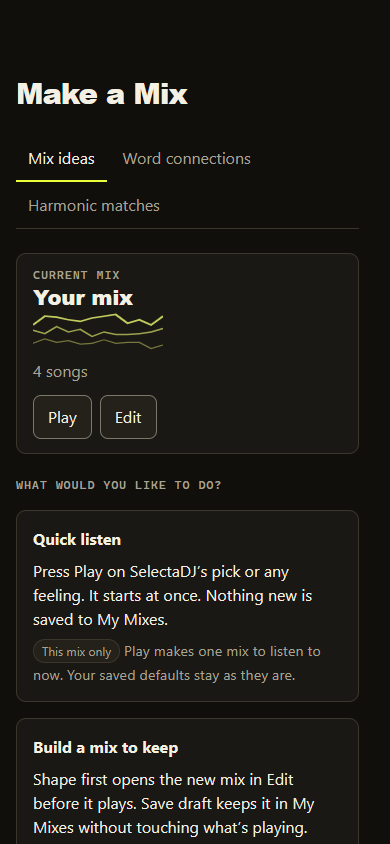 Make a Mix
Mix ideas
Word connections
Harmonic matches
CURRENT MIX
Your mix
4 songs
Play
Edit
WHAT WOULD YOU LIKE TO DO?
Quick listen
Press Play on SelectaDJ's pick or any
feeling. It starts at once. Nothing new is
saved to My Mixes.
This mix only Play makes one mix to listen to
now. Your saved defaults stay as they are.
Build a mix to keep
Shape first opens the new mix in Edit
before it plays. Save draft keeps it in My
Mixes without touching what's playing.